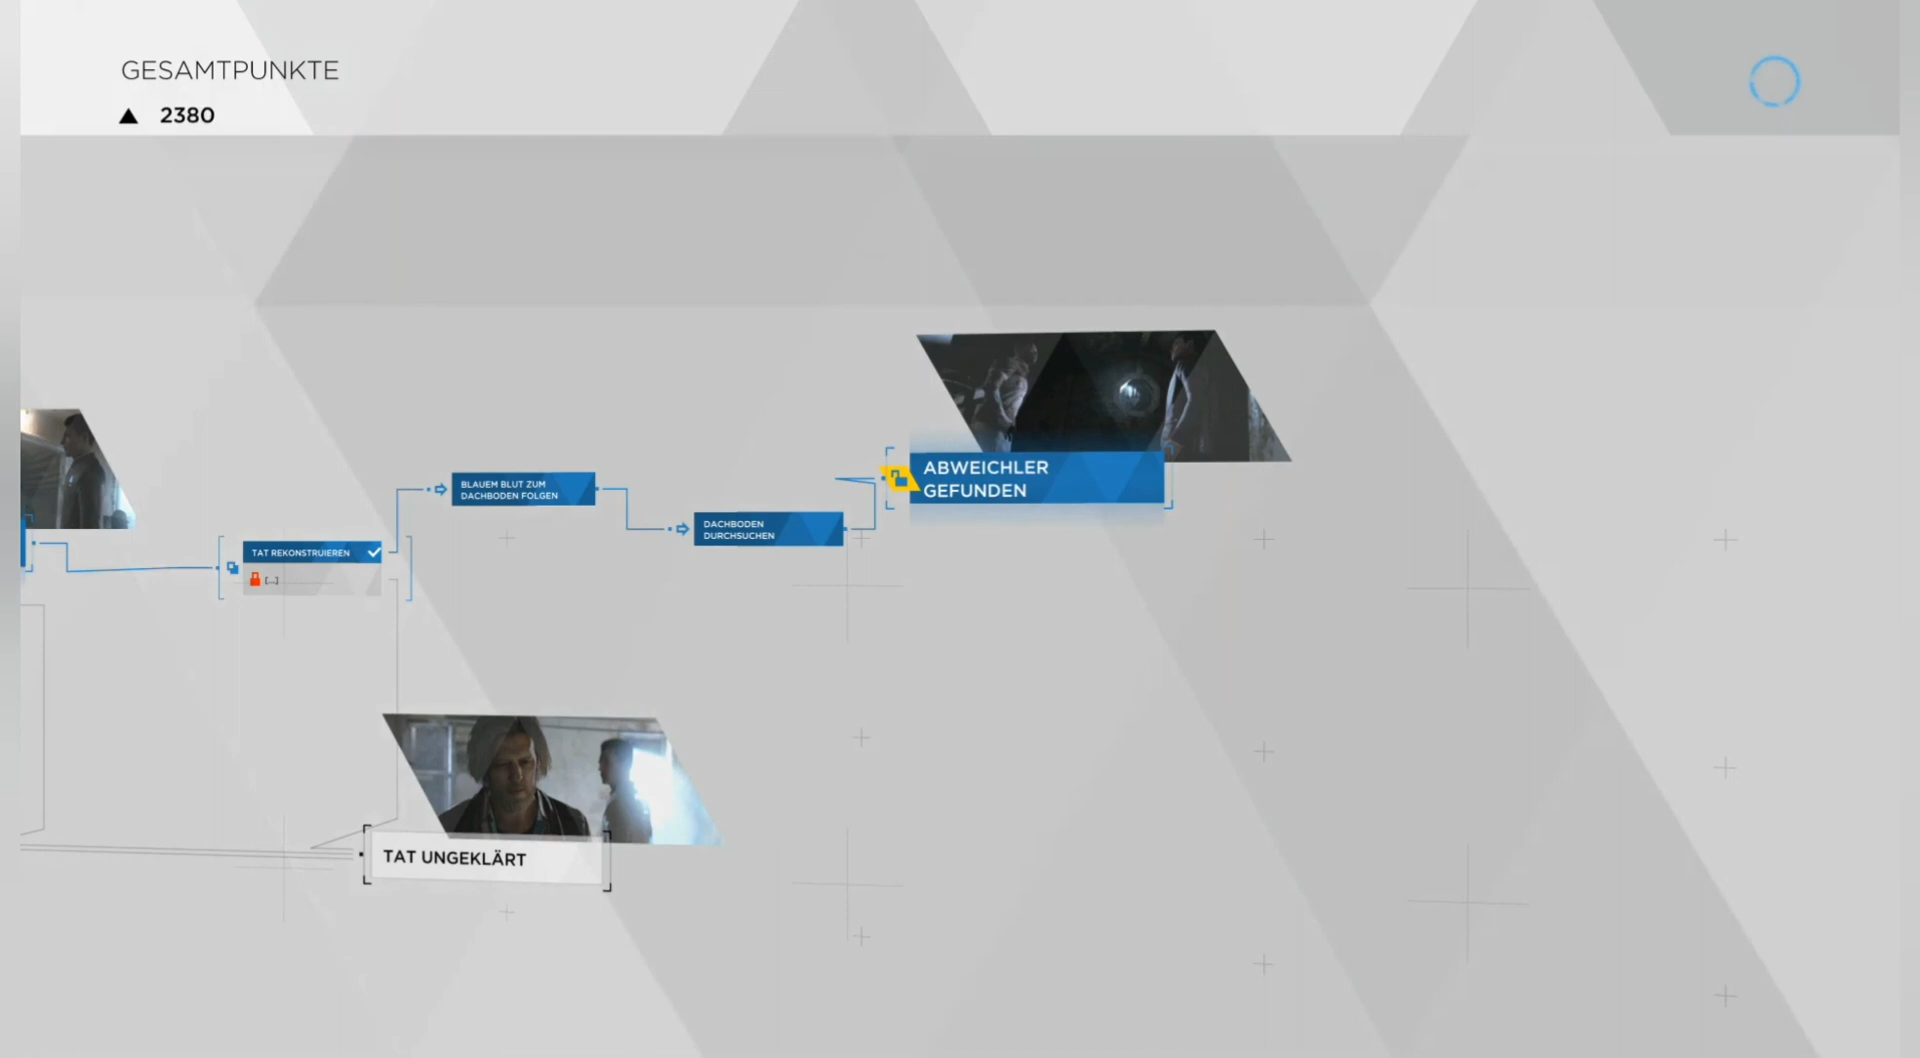 GESAMTPUNKTE
2380
ABWEICHLER
GEFUNDEN
BLAUEM BLUT ZUM
DACHBODEN FOLGEN
DACHBODEN
DURCHSUCHEN
TAT REKONSTRUIEREN
[...]
TAT UNGEKLÄRT